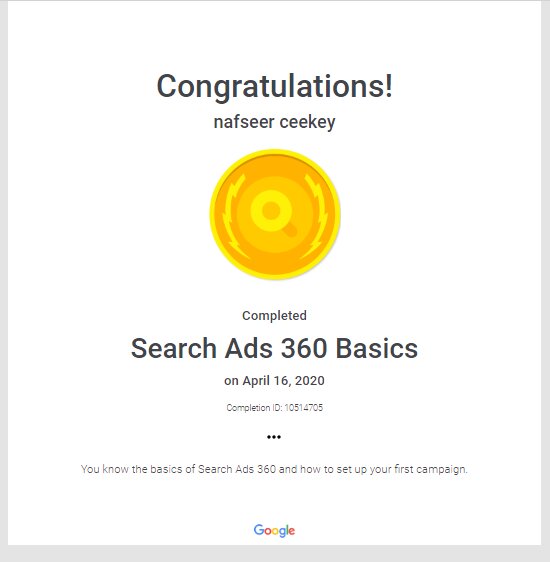 Congratulations!
nafseer ceekey
Completed
Search Ads 360 Basics
on April 16, 2020
Completion ID: 10514705
•••
You know the basics of Search Ads 360 and how to set up your first campaign.
Google